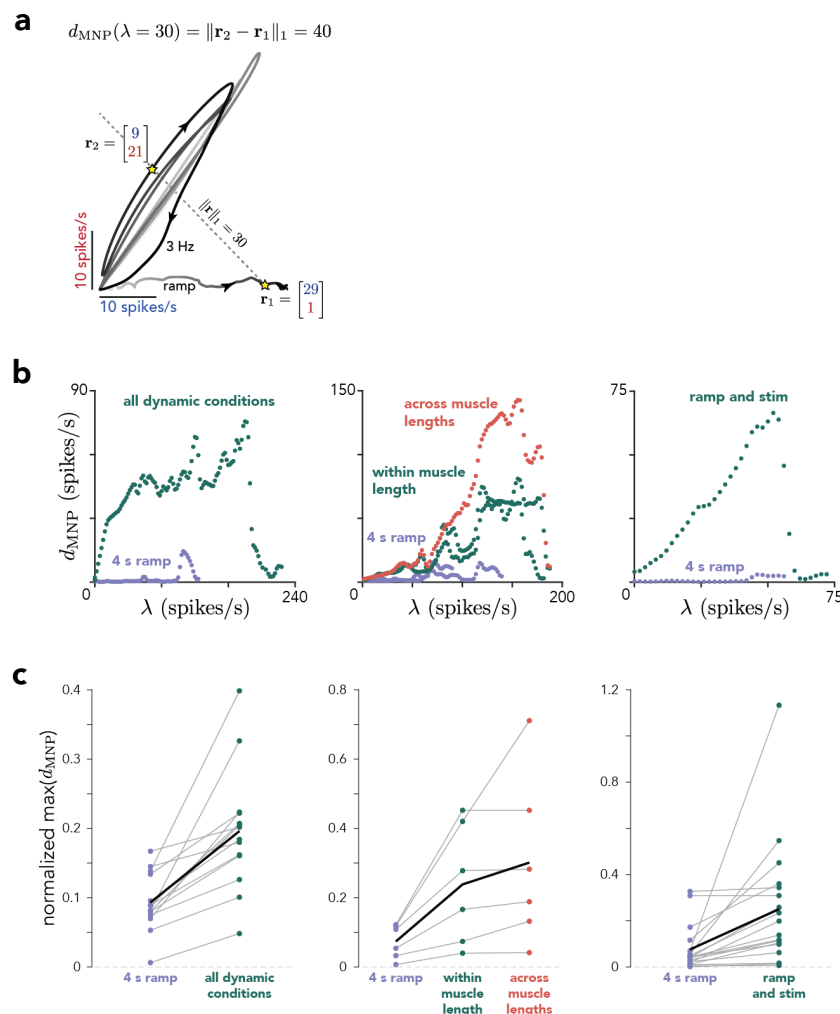 a
d_MNP(λ = 30) = ‖r₂ − r₁‖₁ = 40
r₂ = [9
21]
‖r‖₁ = 30
10 spikes/s
3 Hz
ramp
r₁ = [29
1]
10 spikes/s
b
90
all dynamic conditions
4 s ramp
d_MNP (spikes/s)
0
240
λ (spikes/s)
150
across muscle
lengths
within muscle
length
4 s ramp
0
200
λ (spikes/s)
75
ramp and stim
4 s ramp
0
75
λ (spikes/s)
c
normalized max(d_MNP)
0.4
0.3
0.2
0.1
0
4 s ramp
all dynamic
conditions
0.8
0.6
0.4
0.2
0
4 s ramp
within
muscle
length
across
muscle
lengths
1.2
0.8
0.4
0
4 s ramp
ramp
and stim